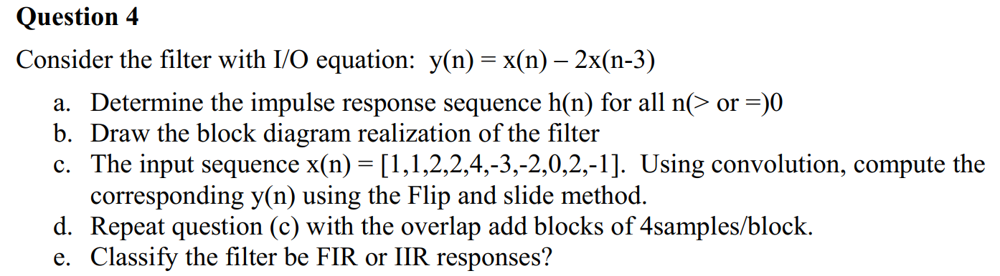 Question 4
Consider the filter with I/O equation: y(n) = x(n) – 2x(n-3)
a. Determine the impulse response sequence h(n) for all n(> or =)0
b. Draw the block diagram realization of the filter
c. The input sequence x(n) = [1,1,2,2,4,-3,-2,0,2,-1]. Using convolution, compute the
corresponding y(n) using the Flip and slide method.
d. Repeat question (c) with the overlap add blocks of 4samples/block.
e. Classify the filter be FIR or IIR responses?